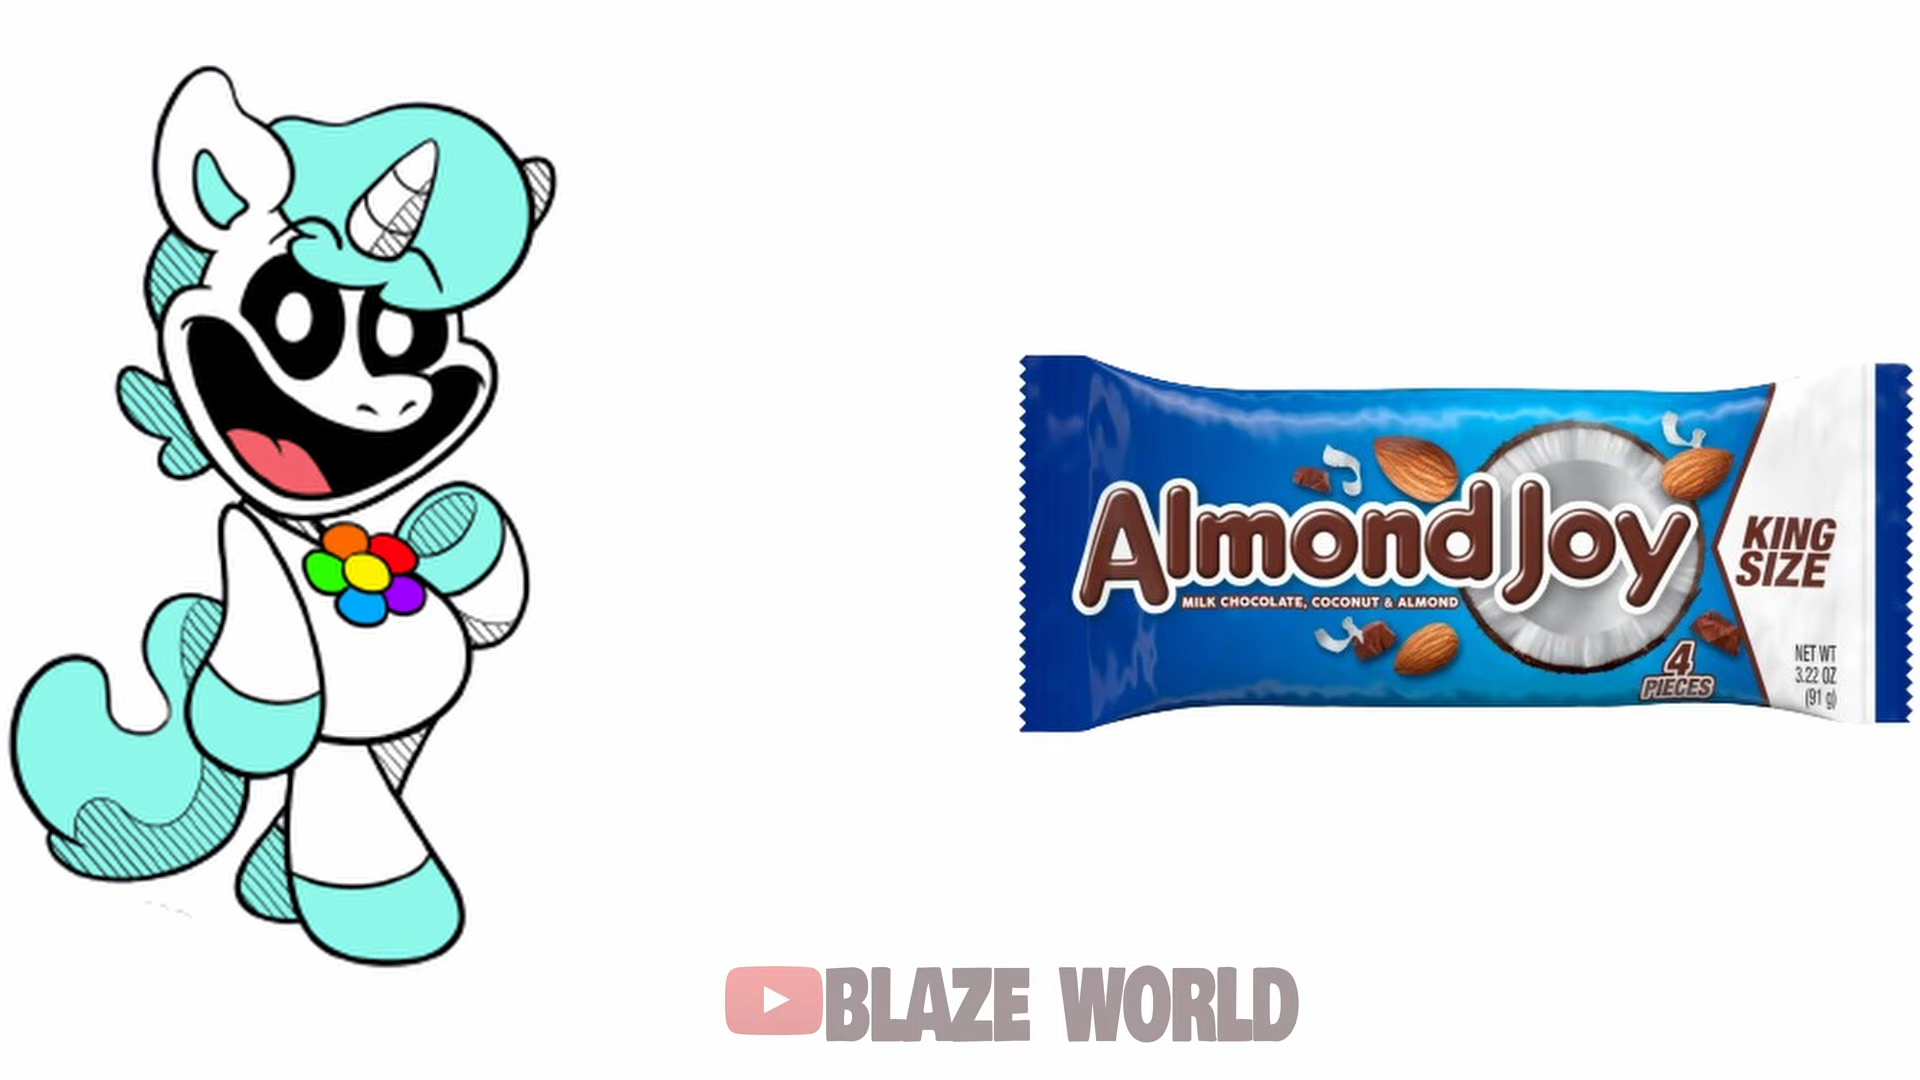 Almond Joy
MILK CHOCOLATE, COCONUT & ALMOND
KING
SIZE
4
PIECES
NET WT
3.22 OZ
(91 g)
BLAZE WORLD